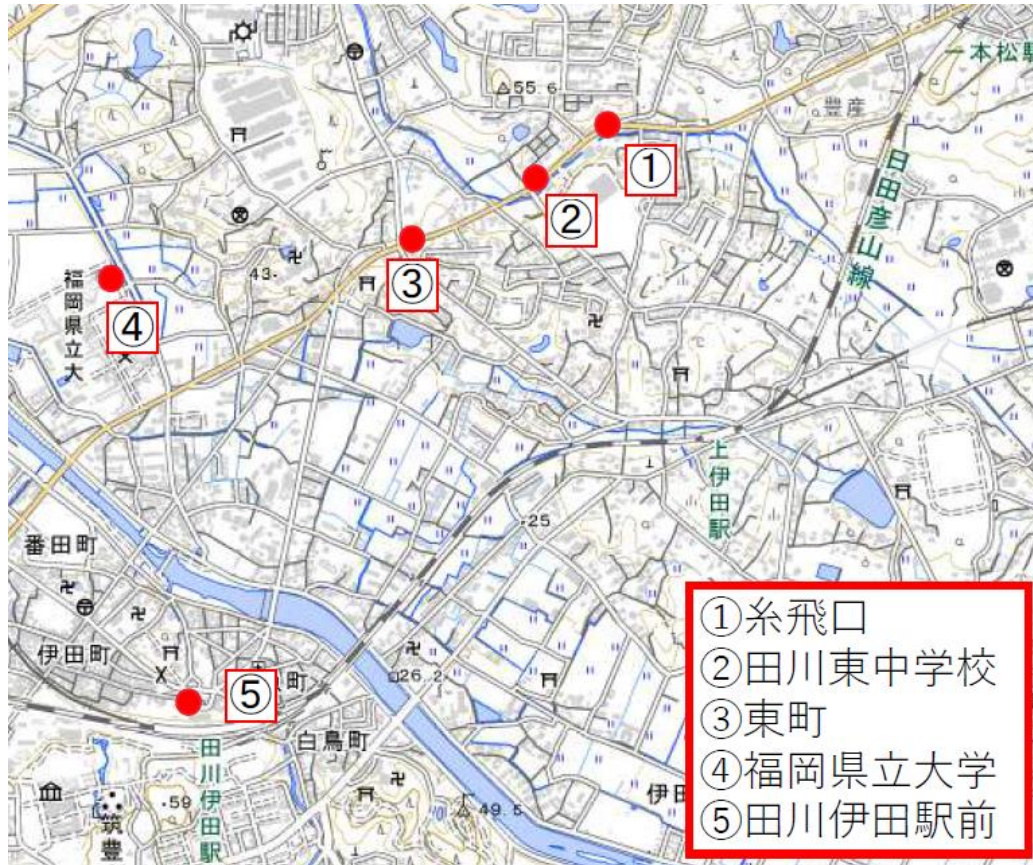 一本松駅
55.6
豊産
①
日田彦山線
②
③
43
福岡県立大
④
上伊田駅
25
番田町
伊田町
⑤
26.2
白鳥町
田川伊田駅
59
筑豊
49.5
伊田
①糸飛口
②田川東中学校
③東町
④福岡県立大学
⑤田川伊田駅前